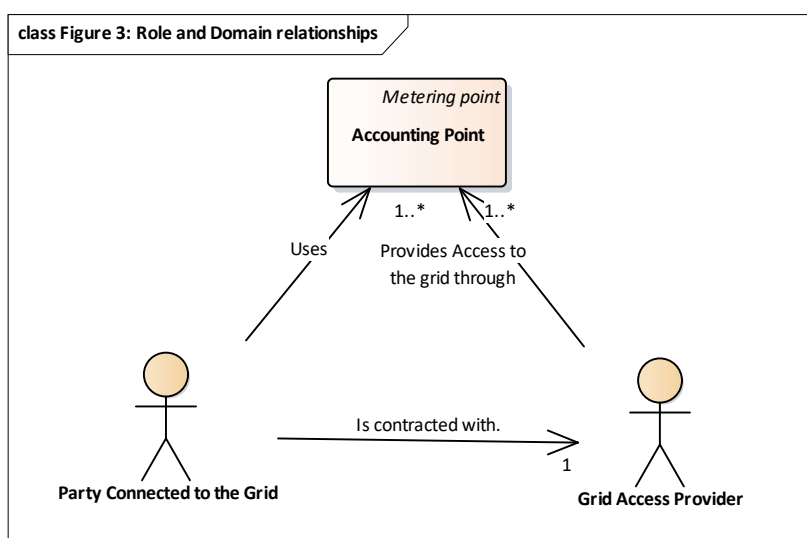 class Figure 3: Role and Domain relationships
Metering point
Accounting Point
1..*
1..*
Uses
Provides Access to
the grid through
Is contracted with.
1
Party Connected to the Grid
Grid Access Provider